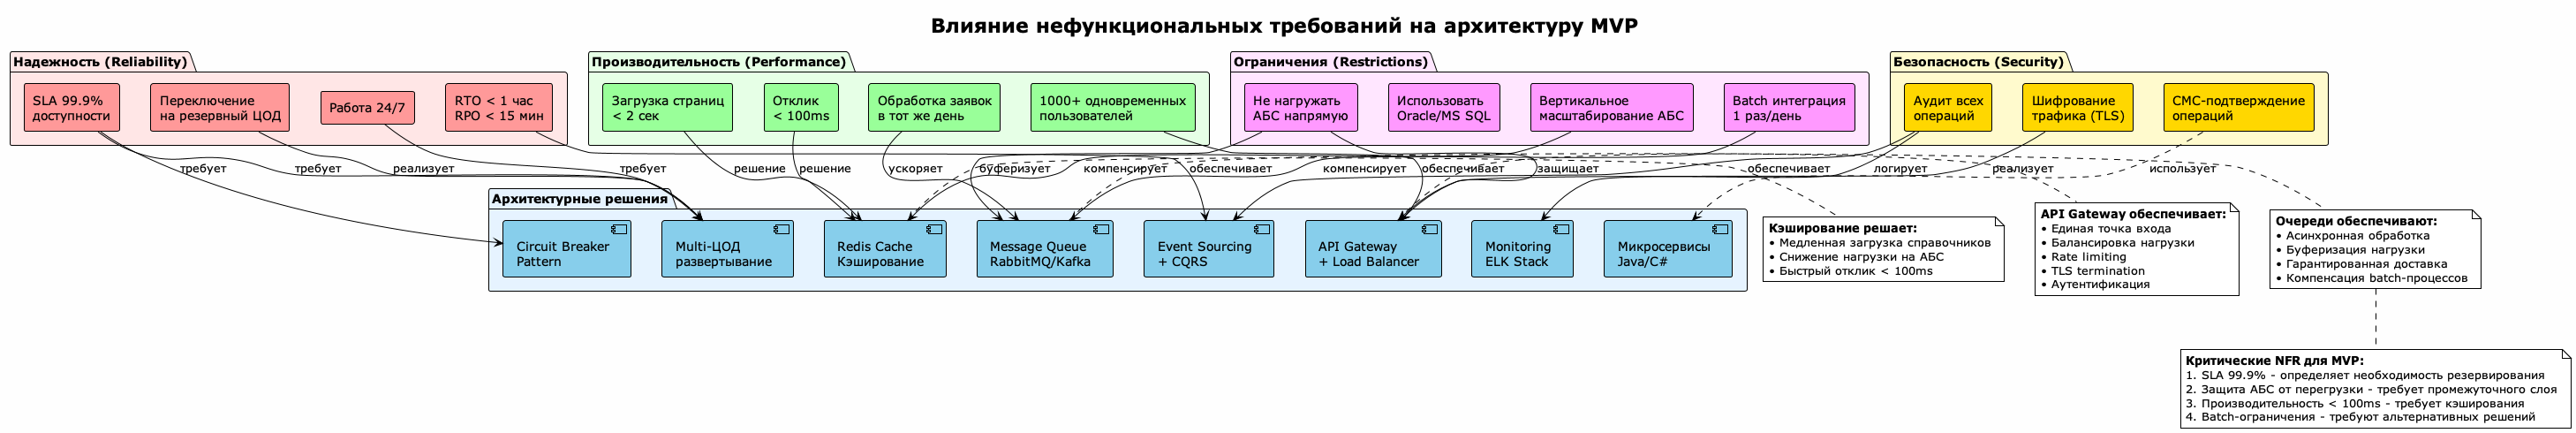 Влияние нефункциональных требований на архитектуру MVP
Надежность (Reliability)
SLA 99.9%
доступности
Переключение
на резервный ЦОД
Работа 24/7
RTO < 1 час
RPO < 15 мин
Производительность (Performance)
Загрузка страниц
< 2 сек
Отклик
< 100ms
Обработка заявок
в тот же день
1000+ одновременных
пользователей
Ограничения (Restrictions)
Не нагружать
АБС напрямую
Использовать
Oracle/MS SQL
Вертикальное
масштабирование АБС
Batch интеграция
1 раз/день
Безопасность (Security)
Аудит всех
операций
Шифрование
трафика (TLS)
СМС-подтверждение
операций
требует
требует
реализует
требует
решение
решение
ускоряет
буферизует
компенсирует
обеспечивает
компенсирует
обеспечивает
защищает
обеспечивает
логирует
реализует
использует
Архитектурные решения
Circuit Breaker
Pattern
Multi-ЦОД
развертывание
Redis Cache
Кэширование
Message Queue
RabbitMQ/Kafka
Event Sourcing
+ CQRS
API Gateway
+ Load Balancer
Monitoring
ELK Stack
Микросервисы
Java/C#
Кэширование решает:
• Медленная загрузка справочников
• Снижение нагрузки на АБС
• Быстрый отклик < 100ms
API Gateway обеспечивает:
• Единая точка входа
• Балансировка нагрузки
• Rate limiting
• TLS termination
• Аутентификация
Очереди обеспечивают:
• Асинхронная обработка
• Буферизация нагрузки
• Гарантированная доставка
• Компенсация batch-процессов
Критические NFR для MVP:
1. SLA 99.9% - определяет необходимость резервирования
2. Защита АБС от перегрузки - требует промежуточного слоя
3. Производительность < 100ms - требует кэширования
4. Batch-ограничения - требуют альтернативных решений